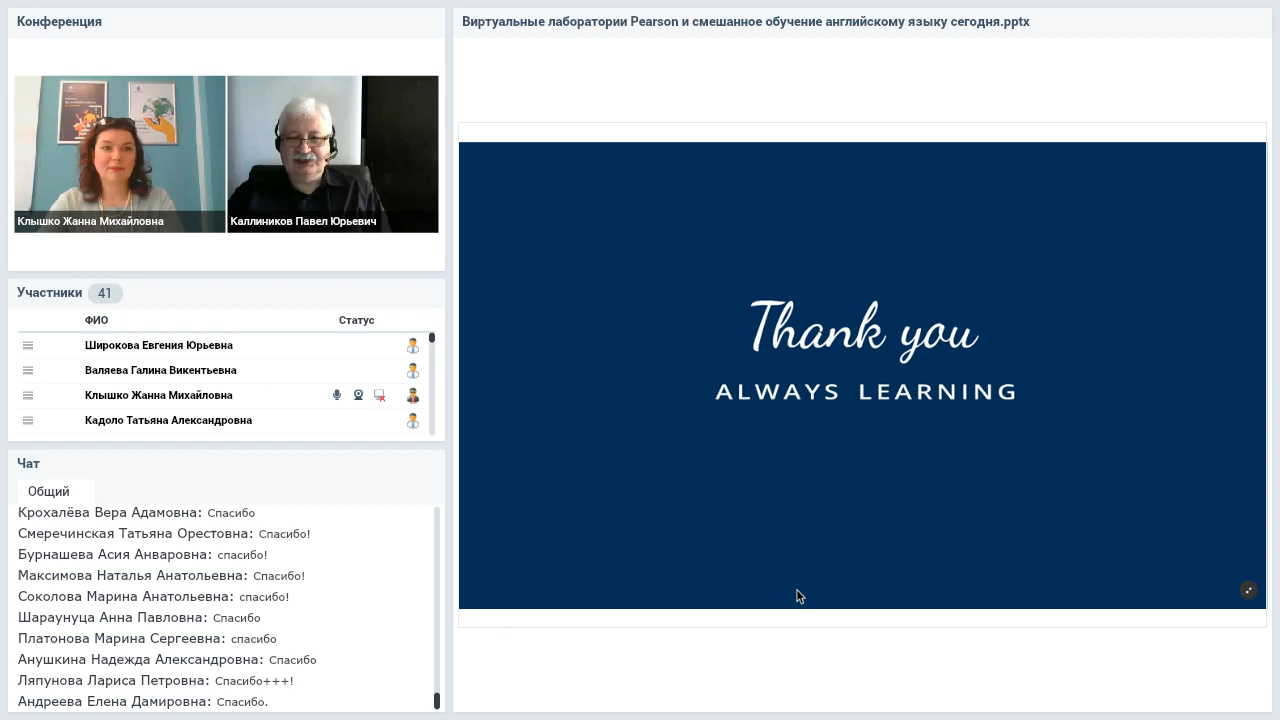 Конференция
Клышко Жанна Михайловна
Каллиников Павел Юрьевич
Участники 41
ФИО Статус
Широкова Евгения Юрьевна
Валяева Галина Викентьевна
Клышко Жанна Михайловна
Кадоло Татьяна Александровна
Чат
Общий
Крохалёва Вера Адамовна: Спасибо
Смеречинская Татьяна Орестовна: Спасибо!
Бурнашева Асия Анваровна: спасибо!
Максимова Наталья Анатольевна: Спасибо!
Соколова Марина Анатольевна: спасибо!
Шараунуца Анна Павловна: Спасибо
Платонова Марина Сергеевна: спасибо
Анушкина Надежда Александровна: Спасибо
Ляпунова Лариса Петровна: Спасибо+++!
Андреева Елена Дамировна: Спасибо.
Виртуальные лаборатории Pearson и смешанное обучение английскому языку сегодня.pptx
Thank you
ALWAYS LEARNING